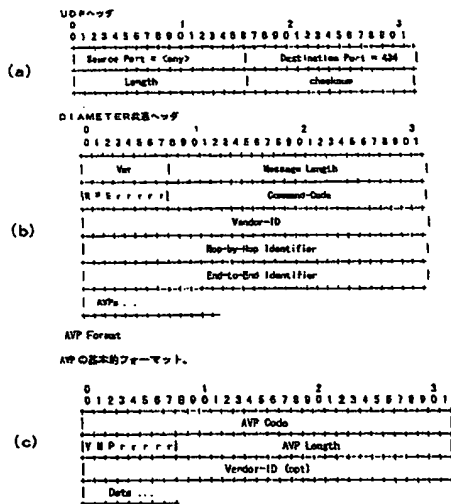 UDPヘッダ
0 1 2 3
0 1 2 3 4 5 6 7 8 9 0 1 2 3 4 5 6 7 8 9 0 1 2 3 4 5 6 7 8 9 0 1
(a)
Source Port = <any> Destination Port = 434
Length checksum
DIAMETER共通ヘッダ
0 1 2 3
0 1 2 3 4 5 6 7 8 9 0 1 2 3 4 5 6 7 8 9 0 1 2 3 4 5 6 7 8 9 0 1
Ver Message Length
R P E r r r r r Command-Code
(b)
Vendor-ID
Hop-by-Hop Identifier
End-to-End Identifier
AVPs . .
AVP Format
AVPの基本的フォーマット、
0 1 2 3
0 1 2 3 4 5 6 7 8 9 0 1 2 3 4 5 6 7 8 9 0 1 2 3 4 5 6 7 8 9 0 1
AVP Code
(c)
V M P r r r r r AVP Length
Vendor-ID (opt)
Data ...